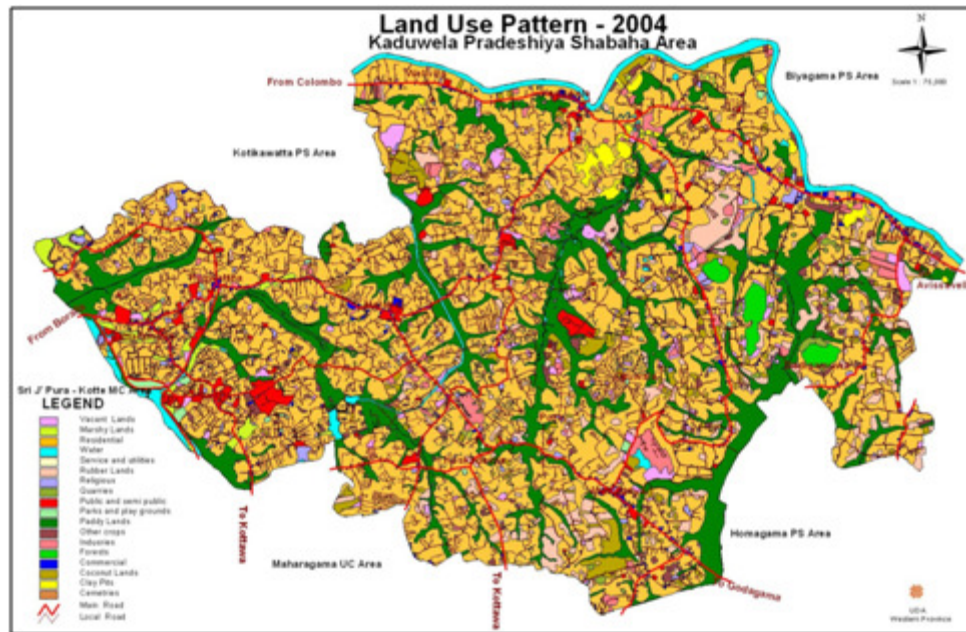 Land Use Pattern - 2004
Kaduwela Pradeshiya Shabaha Area
N
Scale 1 : 75,000
From Colombo
Biyagama PS Area
Kotikawatta PS Area
Avissavell
From Bora
Sri J' Pura - Kotte MC
LEGEND
Vacant Lands
Marshy Lands
Residential
Water
Service and utilities
Rubber Lands
Religious
Quarries
Public and semi public
Parks and play grounds
Paddy Lands
Other crops
Industries
Forests
Commercial
Coconut Lands
Clay Pits
Cemetries
Main Road
Local Road
To Kottawa
Maharagama UC Area
To Kottawa
Homagama PS Area
To Godagama
UDA
Western Province